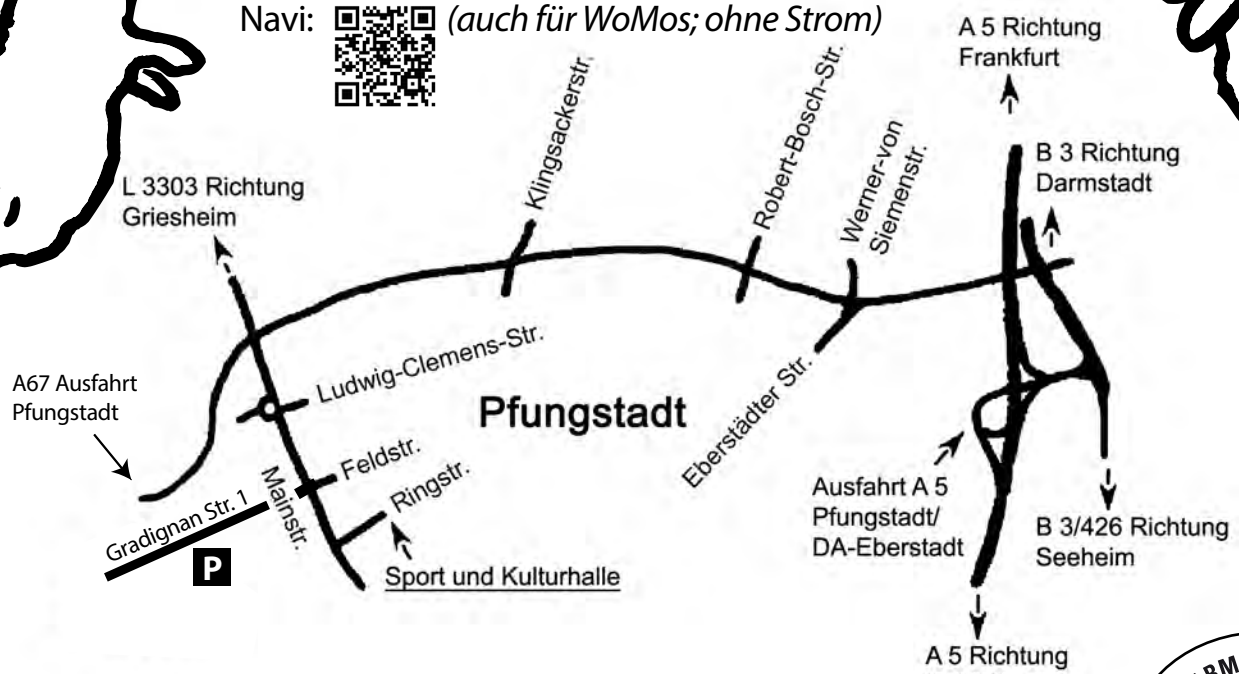 Navi: (auch für WoMos; ohne Strom)
A 5 Richtung
Frankfurt
Klingsackerstr.
Robert-Bosch-Str.
Werner-von
Siemenstr.
B 3 Richtung
Darmstadt
L 3303 Richtung
Griesheim
Ludwig-Clemens-Str.
A67 Ausfahrt
Pfungstadt
Pfungstadt
Eberstädter Str.
Feldstr.
Mainstr.
Ringstr.
Gradignan Str. 1
P
Sport und Kulturhalle
Ausfahrt A 5
Pfungstadt/
DA-Eberstadt
B 3/426 Richtung
Seeheim
A 5 Richtung